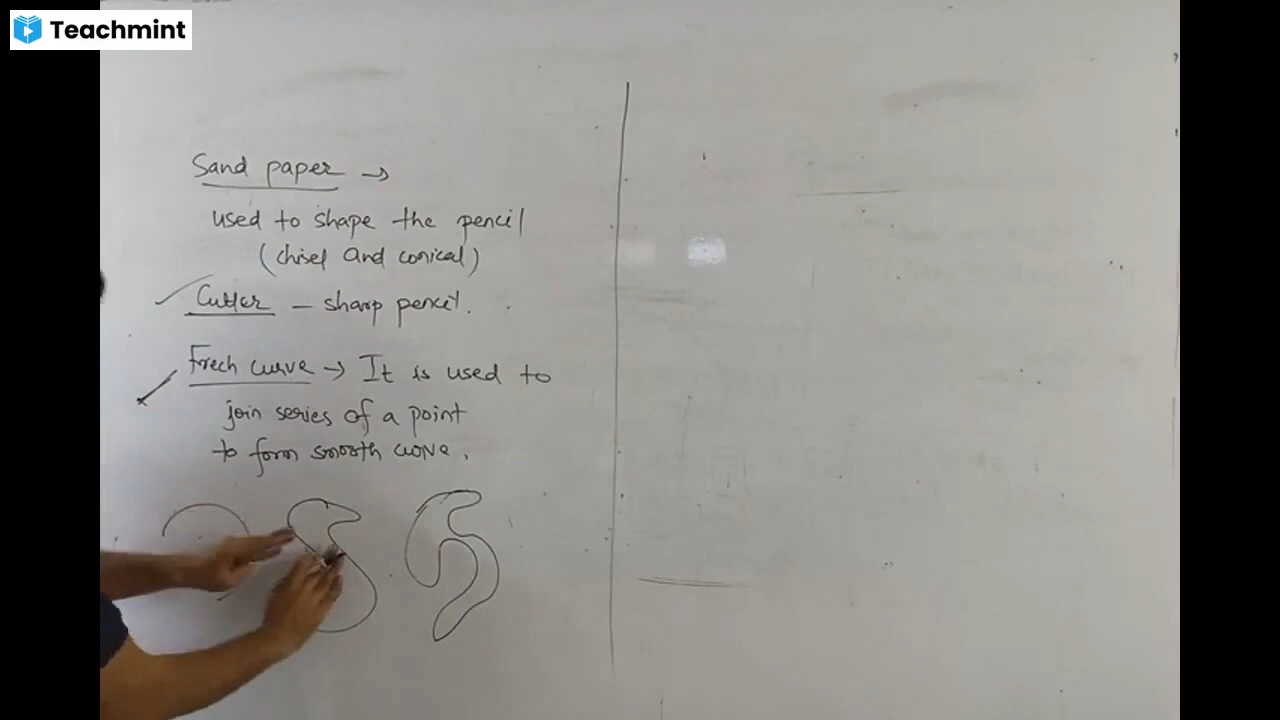 Teachmint
Sand paper →
used to shape the pencil
(chisel and conical)
Cutter – sharp pencil.
Frech curve → It is used to
join series of a point
to form smooth curve.